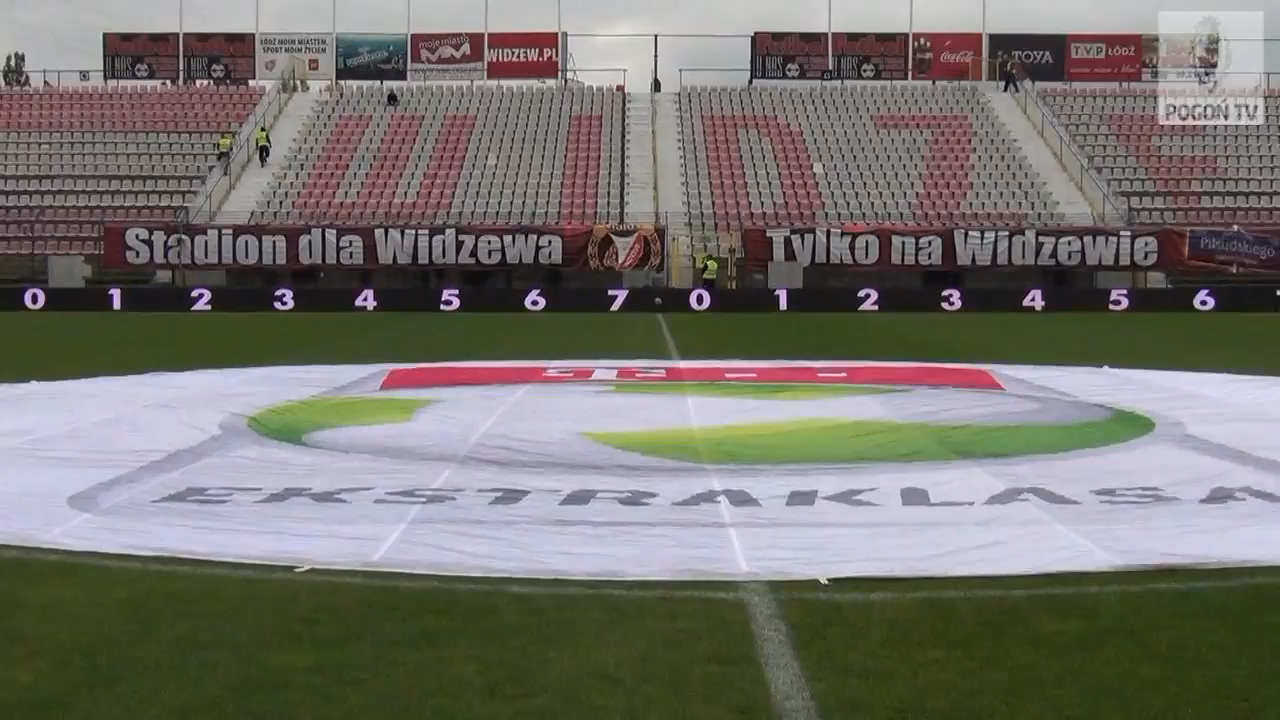 ŁÓDŹ MOIM MIASTEM,
SPORT MOIM ŻYCIEM
moje miasto
WIDZEW.PL
Coca-Cola
TOYA
TVP ŁÓDŹ
POGOŃ TV
WIDZ
Stadion dla Widzewa
1910
Tylko na Widzewie
Piłsudskiego
0 1 2 3 4 5 6 7 0 1 2 3 4 5 6
T
EKSTRAKLASA